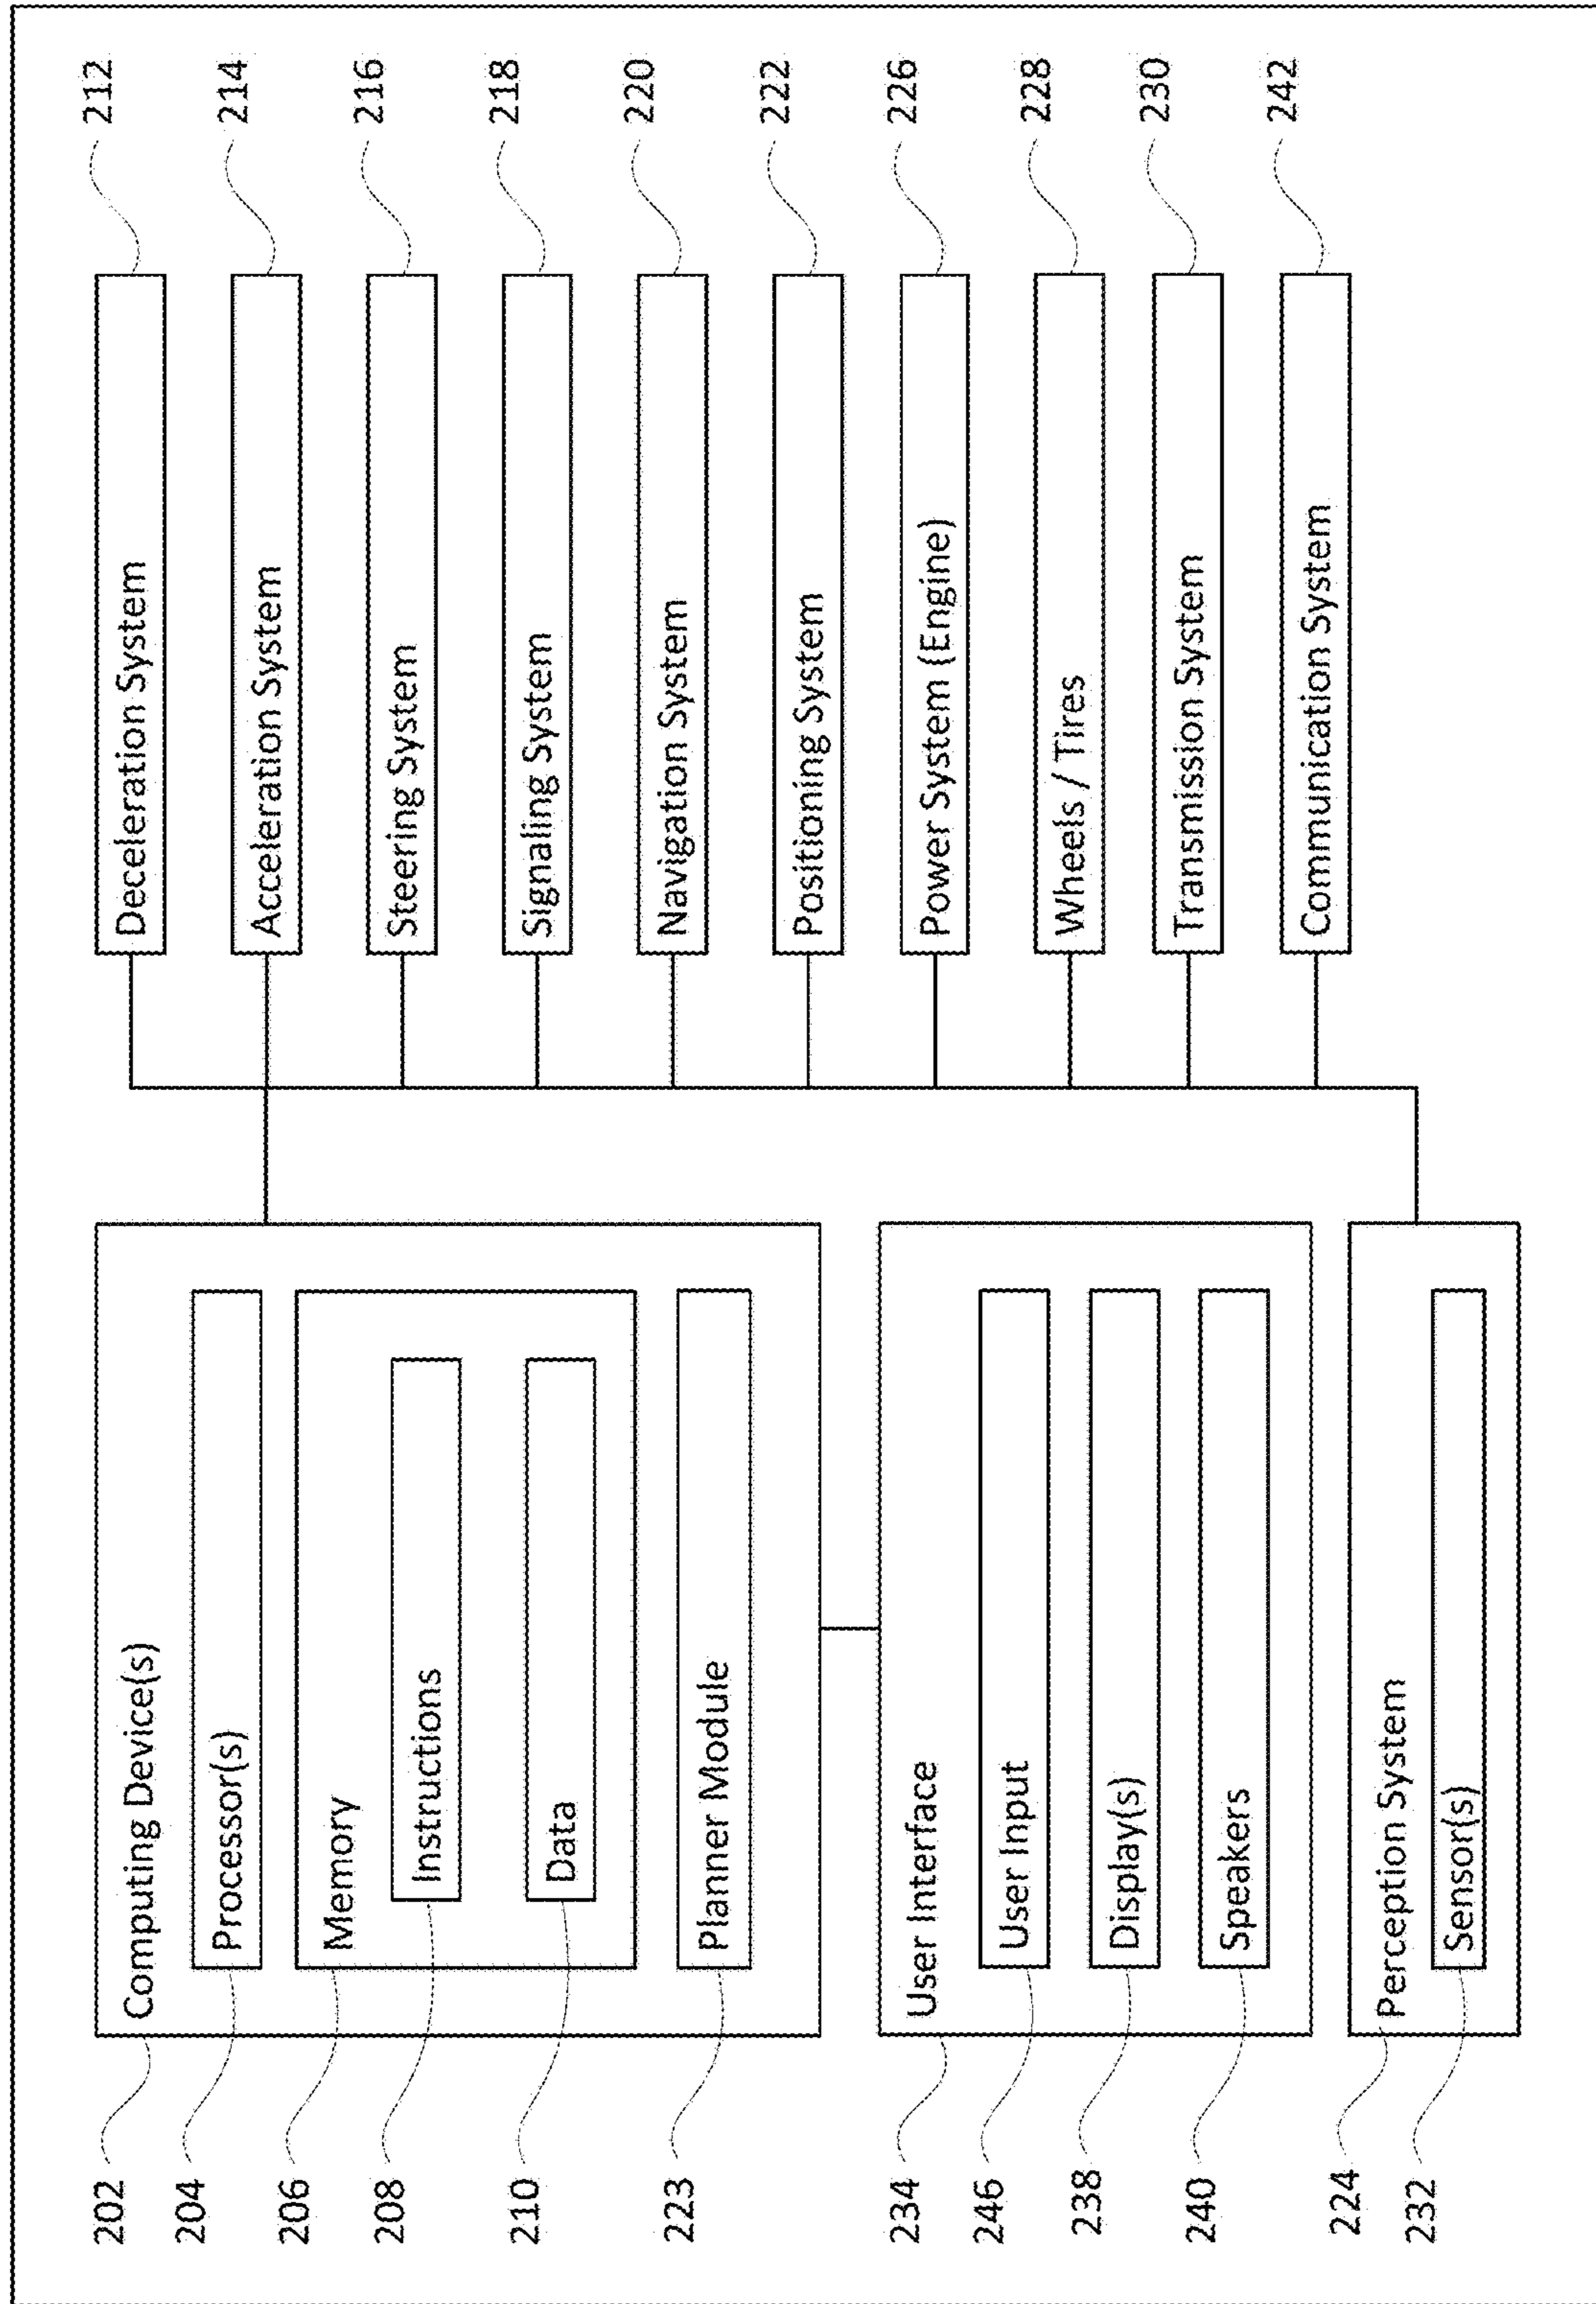 202
Computing Device(s)
204
Processor(s)
206
Memory
208
Instructions
210
Data
223
Planner Module
234
User Interface
246
User Input
238
Display(s)
240
Speakers
224
Perception System
232
Sensor(s)
Deceleration System
212
Acceleration System
214
Steering System
216
Signaling System
218
Navigation System
220
Positioning System
222
Power System (Engine)
226
Wheels / Tires
228
Transmission System
230
Communication System
242